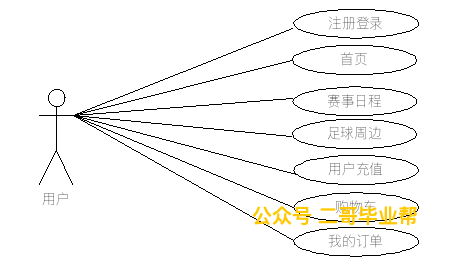 注册登录
首页
赛事日程
足球周边
用户充值
用户
购物车
公众号 二哥毕业帮
我的订单